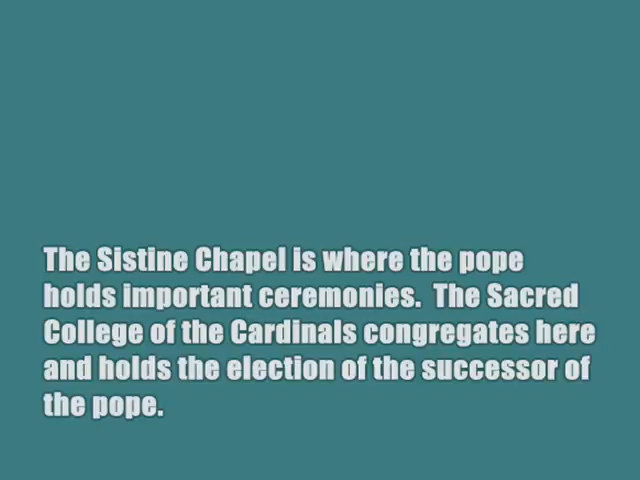 The Sistine Chapel is where the pope
holds important ceremonies.  The Sacred
College of the Cardinals congregates here
and holds the election of the successor of
the pope.